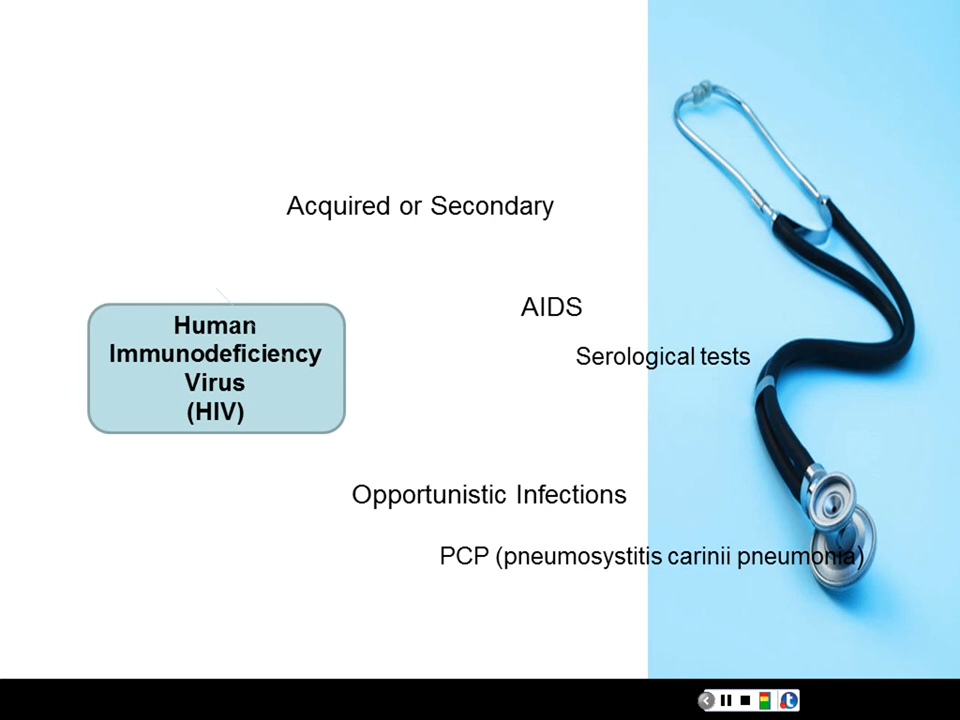 Acquired or Secondary
AIDS
Human
Immunodeficiency
Virus
(HIV)
Serological tests
Opportunistic Infections
PCP (pneumosystitis carinii pneumonia)